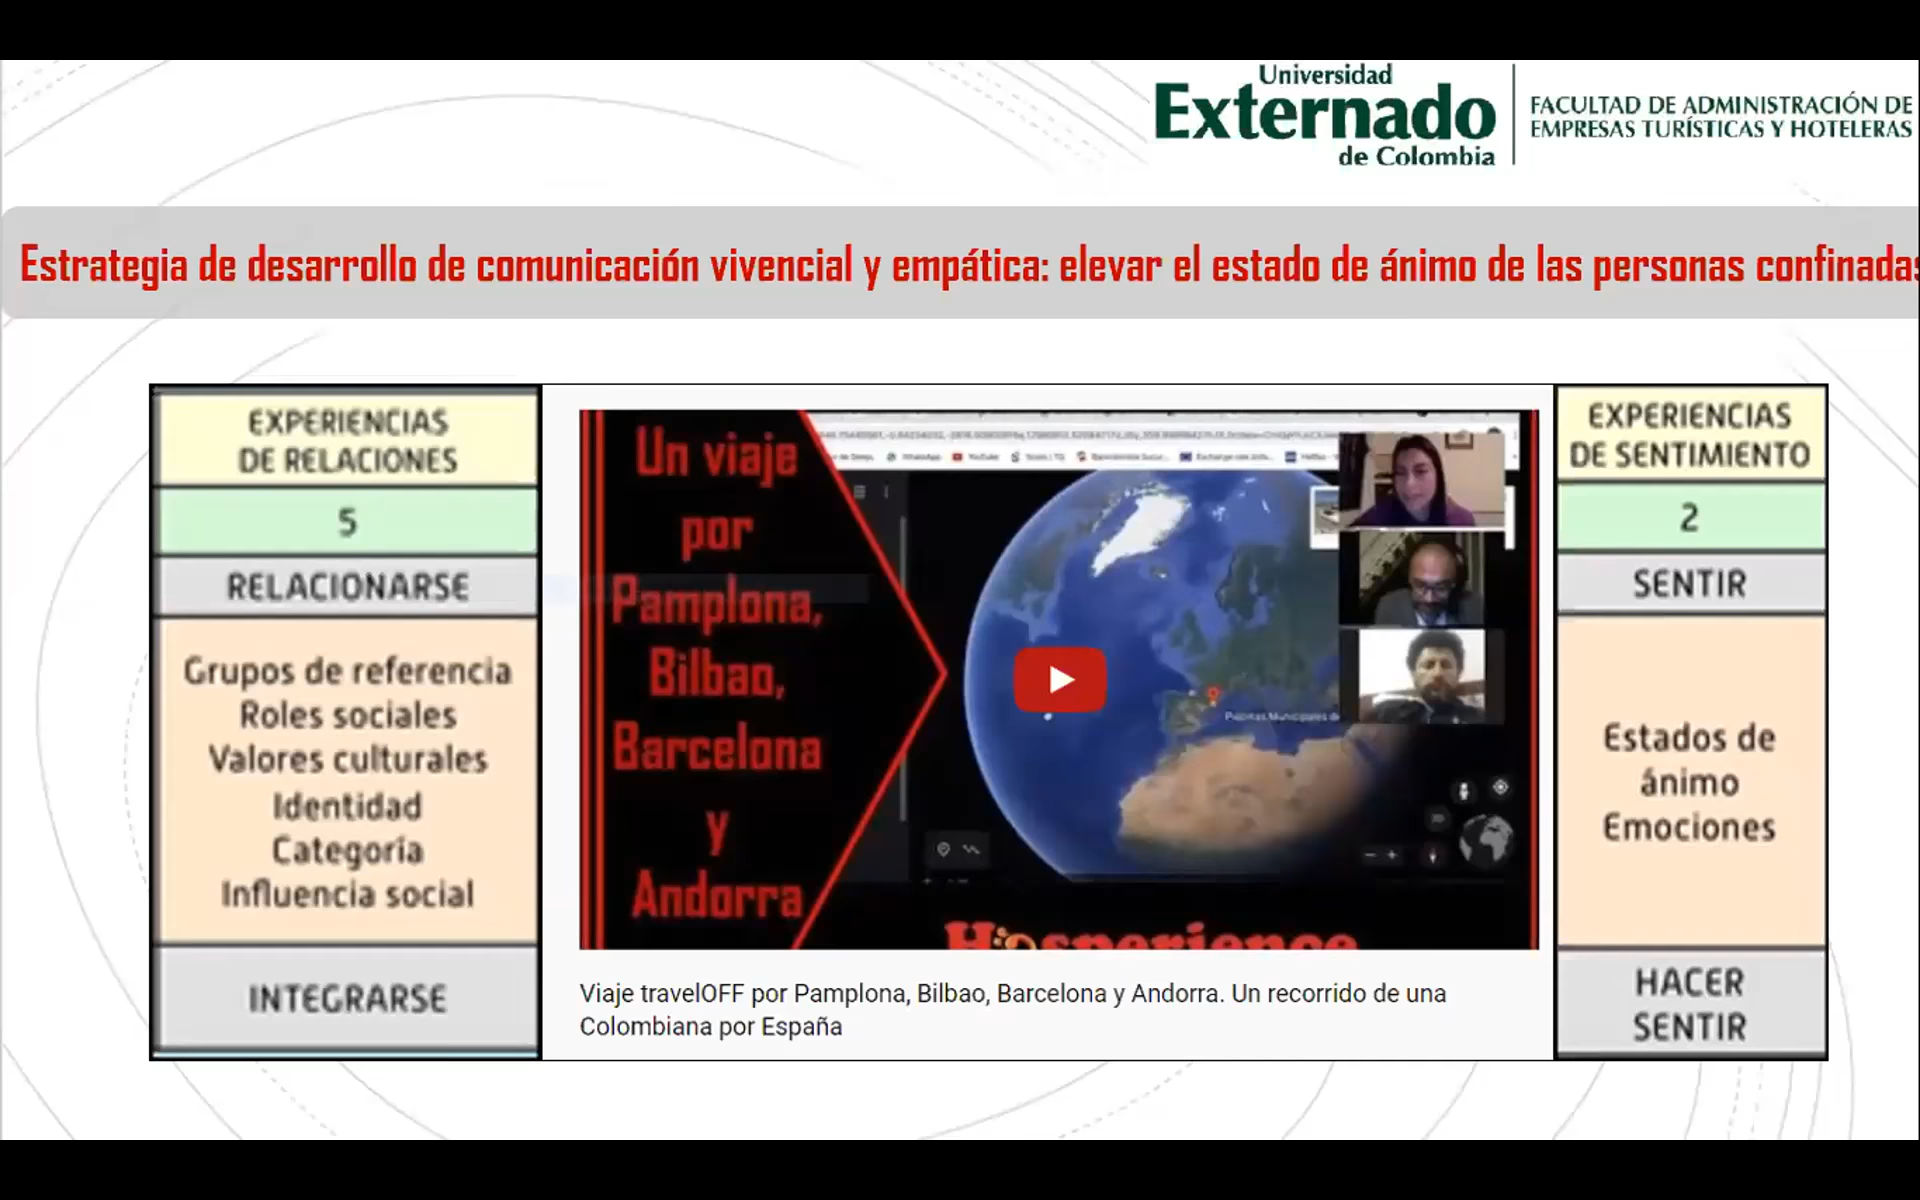 Universidad
Externado
de Colombia
FACULTAD DE ADMINISTRACIÓN DE
EMPRESAS TURÍSTICAS Y HOTELERAS
Estrategia de desarrollo de comunicación vivencial y empática: elevar el estado de ánimo de las personas confinadas
EXPERIENCIAS
DE RELACIONES
5
RELACIONARSE
Grupos de referencia
Roles sociales
Valores culturales
Identidad
Categoría
Influencia social
INTEGRARSE
Un viaje
por
Pamplona,
Bilbao,
Barcelona
y
Andorra
WhatsApp
YouTube
Hosperience
Viaje travelOFF por Pamplona, Bilbao, Barcelona y Andorra. Un recorrido de una
Colombiana por España
EXPERIENCIAS
DE SENTIMIENTO
2
SENTIR
Estados de
ánimo
Emociones
HACER
SENTIR